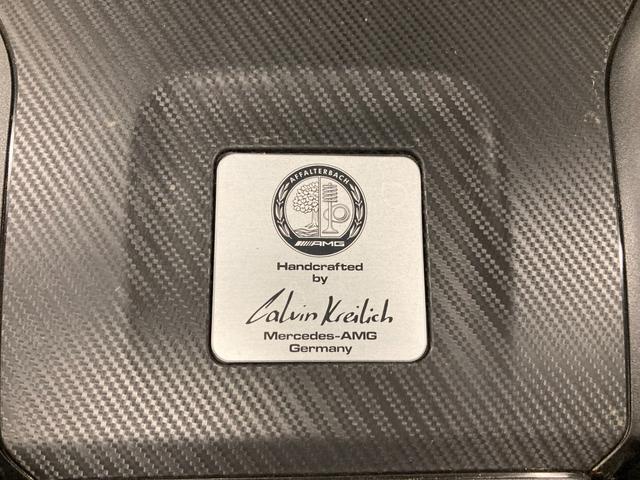 AFFALTERBACH
AMG
Handcrafted
by
Calvin Kreilich
Mercedes-AMG
Germany